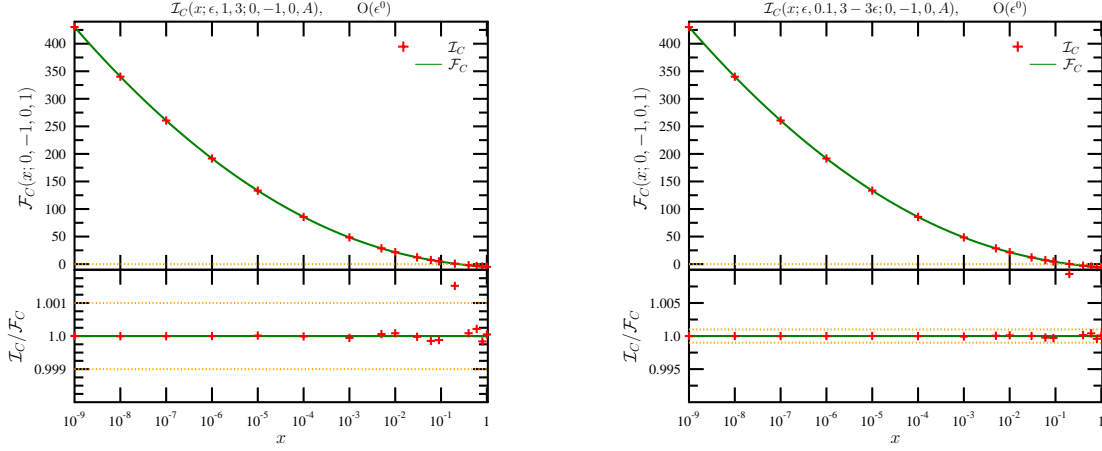 𝓘_C(x; ϵ, 1, 3; 0, −1, 0, A), O(ϵ⁰)
400
350
300
250
200
150
100
50
0
𝓕_C(x; 0, −1, 0, 1)
𝓘_C
𝓕_C
1.001
1.0
0.999
𝓘_C/𝓕_C
10⁻⁹ 10⁻⁸ 10⁻⁷ 10⁻⁶ 10⁻⁵ 10⁻⁴ 10⁻³ 10⁻² 10⁻¹ 1
x
𝓘_C(x; ϵ, 0.1, 3 − 3ϵ; 0, −1, 0, A), O(ϵ⁰)
400
350
300
250
200
150
100
50
0
𝓕_C(x; 0, −1, 0, 1)
𝓘_C
𝓕_C
1.005
1.0
0.995
𝓘_C/𝓕_C
10⁻⁹ 10⁻⁸ 10⁻⁷ 10⁻⁶ 10⁻⁵ 10⁻⁴ 10⁻³ 10⁻² 10⁻¹ 1
x